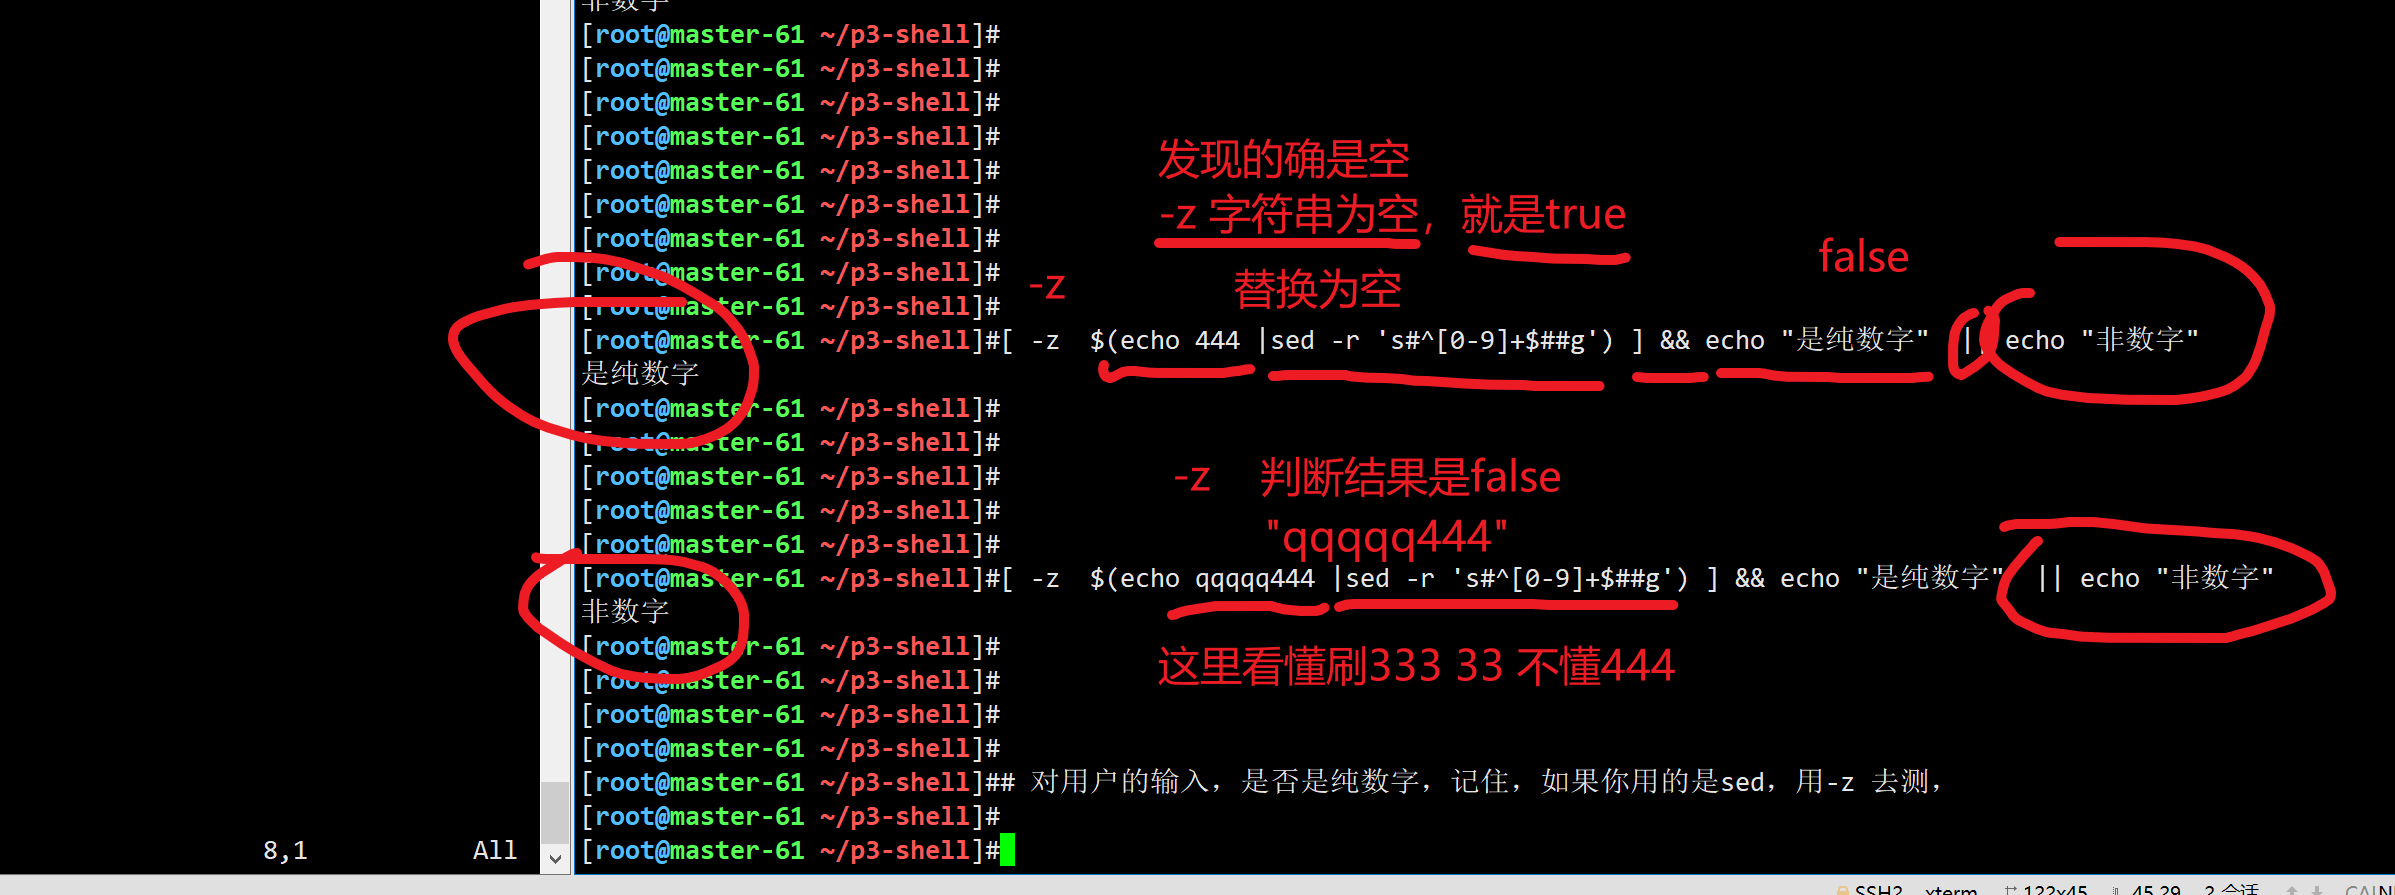 非数字
[root@master-61 ~/p3-shell]#
[root@master-61 ~/p3-shell]#
[root@master-61 ~/p3-shell]#
[root@master-61 ~/p3-shell]#
发现的确是空
[root@master-61 ~/p3-shell]#
[root@master-61 ~/p3-shell]#
-z 字符串为空，就是true
[root@master-61 ~/p3-shell]#
false
[root@master-61 ~/p3-shell]#
-z 替换为空
[root@master-61 ~/p3-shell]#
[root@master-61 ~/p3-shell]#[ -z  $(echo 444 |sed -r 's#^[0-9]+$##g') ] && echo "是纯数字"  || echo "非数字"
是纯数字
[root@master-61 ~/p3-shell]#
[root@master-61 ~/p3-shell]#
[root@master-61 ~/p3-shell]#
-z 判断结果是false
[root@master-61 ~/p3-shell]#
"qqqqq444"
[root@master-61 ~/p3-shell]#
[root@master-61 ~/p3-shell]#[ -z  $(echo qqqqq444 |sed -r 's#^[0-9]+$##g') ] && echo "是纯数字"  || echo "非数字"
非数字
[root@master-61 ~/p3-shell]#
这里看懂刷333 33 不懂444
[root@master-61 ~/p3-shell]#
[root@master-61 ~/p3-shell]#
[root@master-61 ~/p3-shell]#
[root@master-61 ~/p3-shell]## 对用户的输入，是否是纯数字，记住，如果你用的是sed，用-z 去测，
[root@master-61 ~/p3-shell]#
8,1 All
[root@master-61 ~/p3-shell]#
SSH2 xterm 122x45 45,29 2 会话